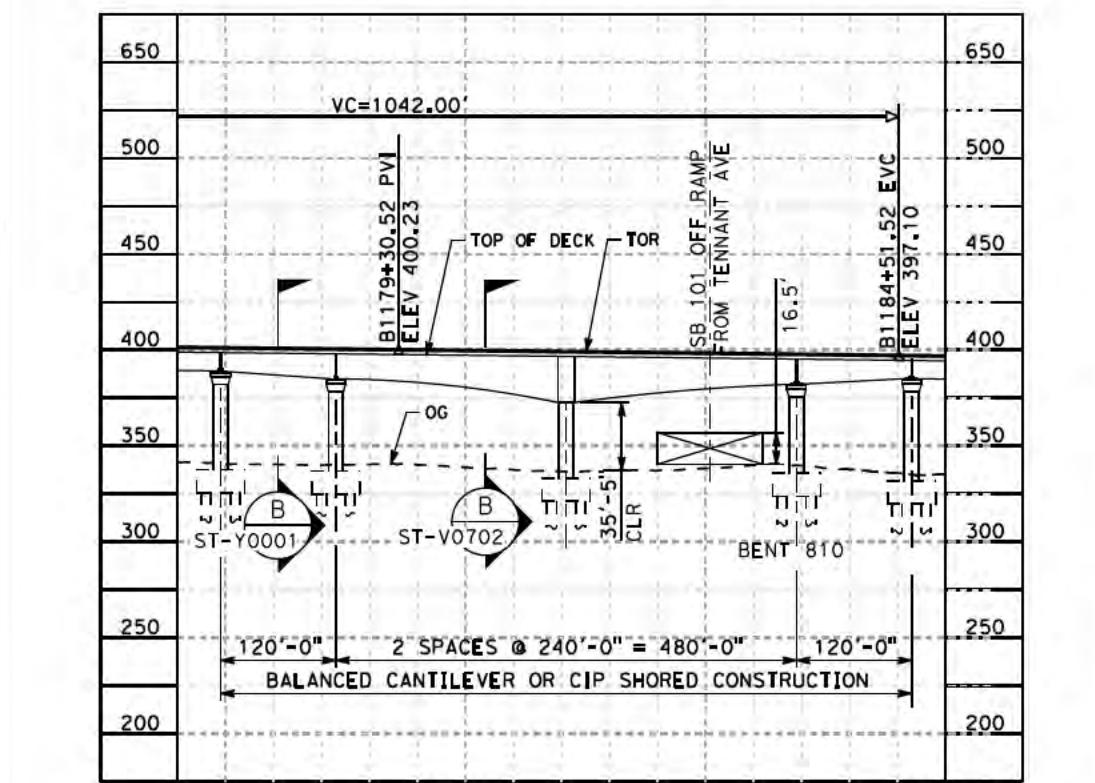 650 650
VC=1042.00'
500 500
B1179+30.52 PVI
ELEV 400.23
SB 101 OFF RAMP
FROM TENNANT AVE
B1184+51.52 EVC
ELEV 397.10
450 450
TOP OF DECK
TOR
16.5'
400 400
OG
350 350
35'-5"
CLR
B
ST-Y0001
B
ST-V0702
300 300
BENT 810
250 250
120'-0"
2 SPACES @ 240'-0" = 480'-0"
120'-0"
BALANCED CANTILEVER OR CIP SHORED CONSTRUCTION
200 200